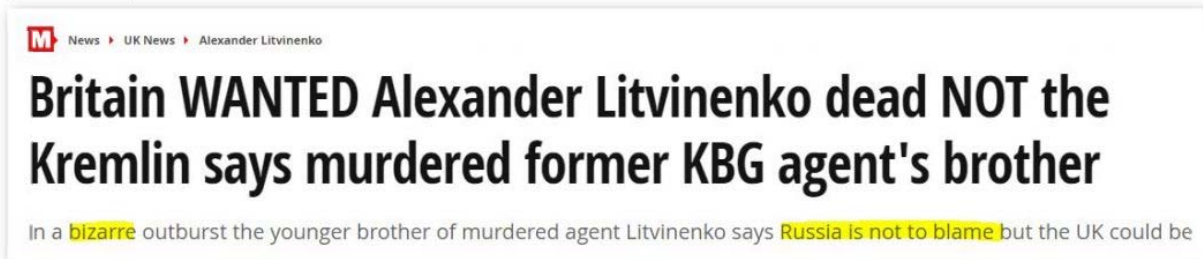 M News UK News Alexander Litvinenko
Britain WANTED Alexander Litvinenko dead NOT the
Kremlin says murdered former KBG agent's brother
In a bizarre outburst the younger brother of murdered agent Litvinenko says Russia is not to blame but the UK could be